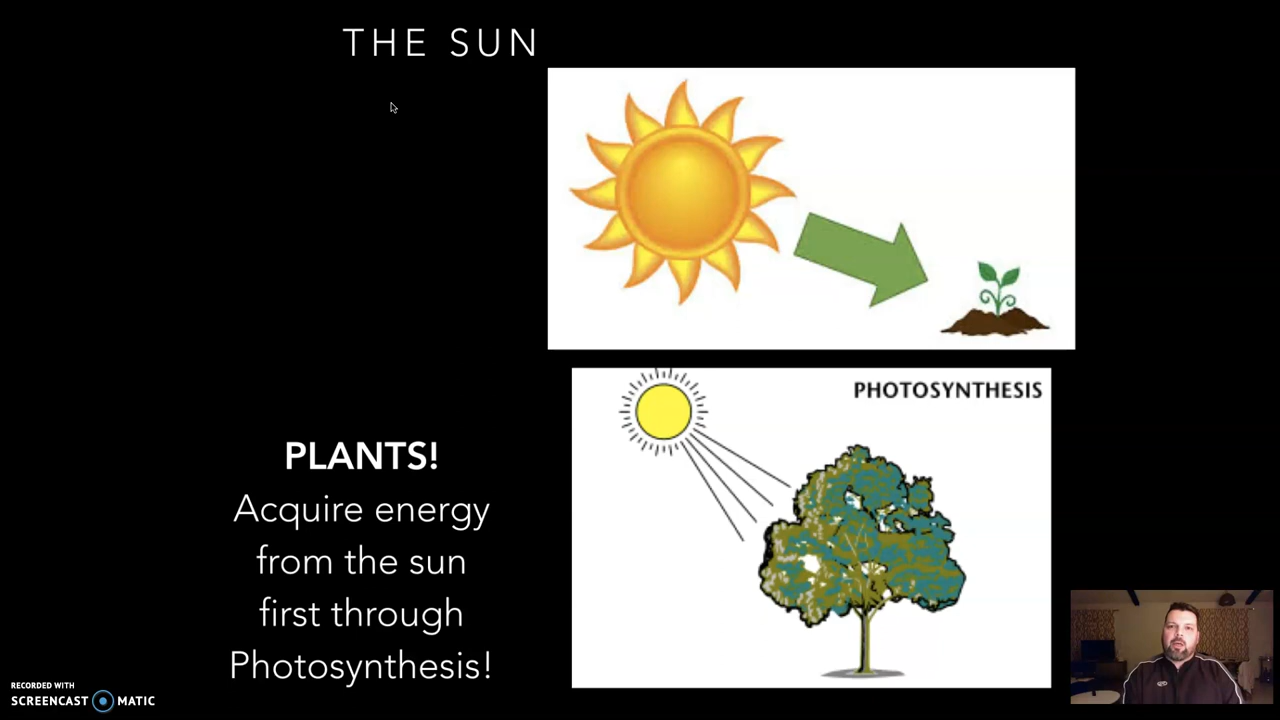 THE SUN
PHOTOSYNTHESIS
PLANTS!
Acquire energy
from the sun
first through
Photosynthesis!
RECORDED WITH
SCREENCAST MATIC